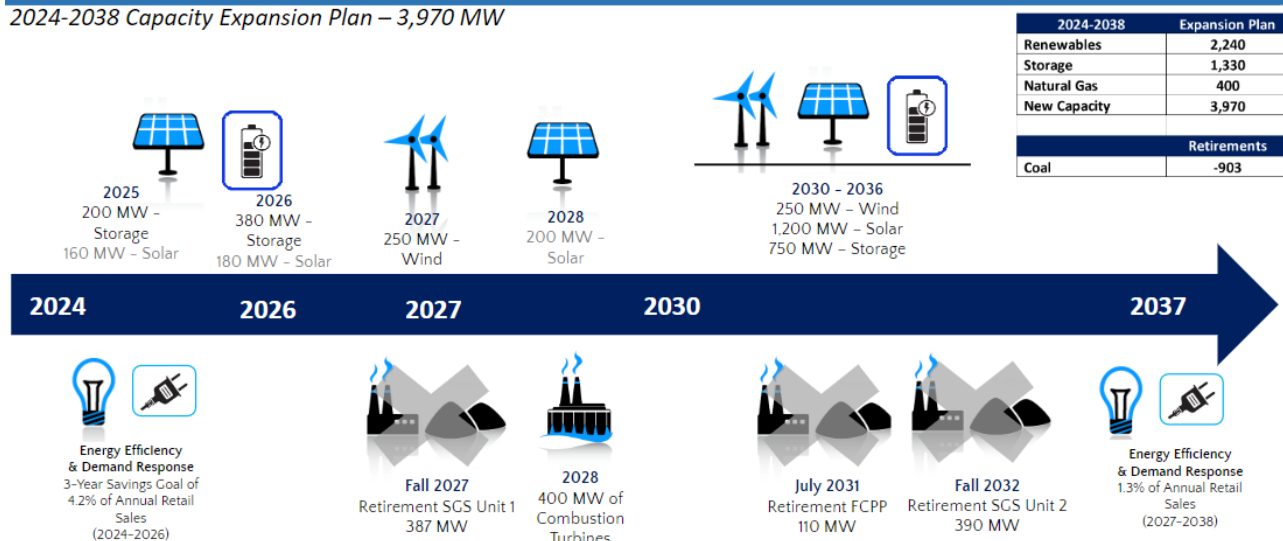 2024-2038 Capacity Expansion Plan – 3,970 MW
2024-2038 Expansion Plan
Renewables 2,240
Storage 1,330
Natural Gas 400
New Capacity 3,970
Retirements
Coal -903
2025
200 MW –
Storage
160 MW – Solar
2026
380 MW –
Storage
180 MW – Solar
2027
250 MW –
Wind
2028
200 MW –
Solar
2030 - 2036
250 MW – Wind
1,200 MW – Solar
750 MW – Storage
2024
2026
2027
2030
2037
Energy Efficiency
& Demand Response
3-Year Savings Goal of
4.2% of Annual Retail
Sales
(2024-2026)
Fall 2027
Retirement SGS Unit 1
387 MW
2028
400 MW of
Combustion
Turbines
July 2031
Retirement FCPP
110 MW
Fall 2032
Retirement SGS Unit 2
390 MW
Energy Efficiency
& Demand Response
1.3% of Annual Retail
Sales
(2027-2038)